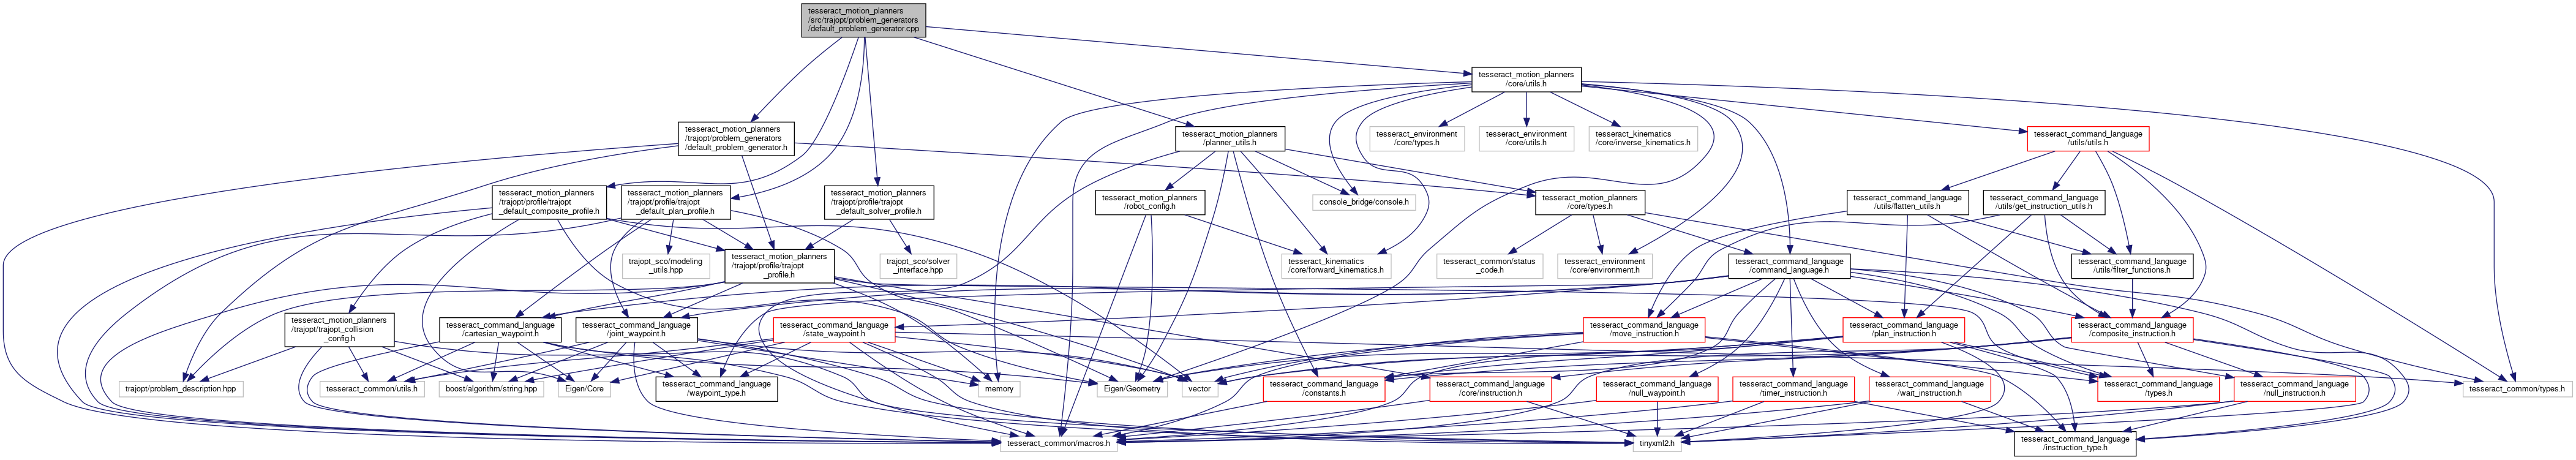 tesseract_motion_planners
/src/trajopt/problem_generators
/default_problem_generator.cpp
tesseract_motion_planners
/core/utils.h
tesseract_motion_planners
/trajopt/problem_generators
/default_problem_generator.h
tesseract_motion_planners
/planner_utils.h
tesseract_environment
/core/types.h
tesseract_environment
/core/utils.h
tesseract_kinematics
/core/inverse_kinematics.h
tesseract_command_language
/utils/utils.h
tesseract_motion_planners
/trajopt/profile/trajopt
_default_composite_profile.h
tesseract_motion_planners
/trajopt/profile/trajopt
_default_plan_profile.h
tesseract_motion_planners
/trajopt/profile/trajopt
_default_solver_profile.h
tesseract_motion_planners
/robot_config.h
console_bridge/console.h
tesseract_motion_planners
/core/types.h
tesseract_command_language
/utils/flatten_utils.h
tesseract_command_language
/utils/get_instruction_utils.h
trajopt_sco/modeling
_utils.hpp
tesseract_motion_planners
/trajopt/profile/trajopt
_profile.h
trajopt_sco/solver
_interface.hpp
tesseract_kinematics
/core/forward_kinematics.h
tesseract_common/status
_code.h
tesseract_environment
/core/environment.h
tesseract_command_language
/command_language.h
tesseract_command_language
/utils/filter_functions.h
tesseract_motion_planners
/trajopt/trajopt_collision
_config.h
tesseract_command_language
/cartesian_waypoint.h
tesseract_command_language
/joint_waypoint.h
tesseract_command_language
/state_waypoint.h
tesseract_command_language
/move_instruction.h
tesseract_command_language
/plan_instruction.h
tesseract_command_language
/composite_instruction.h
trajopt/problem_description.hpp
tesseract_common/utils.h
boost/algorithm/string.hpp
Eigen/Core
tesseract_command_language
/waypoint_type.h
memory
Eigen/Geometry
vector
tesseract_command_language
/constants.h
tesseract_command_language
/core/instruction.h
tesseract_command_language
/null_waypoint.h
tesseract_command_language
/timer_instruction.h
tesseract_command_language
/wait_instruction.h
tesseract_command_language
/types.h
tesseract_command_language
/null_instruction.h
tesseract_common/types.h
tesseract_common/macros.h
tinyxml2.h
tesseract_command_language
/instruction_type.h